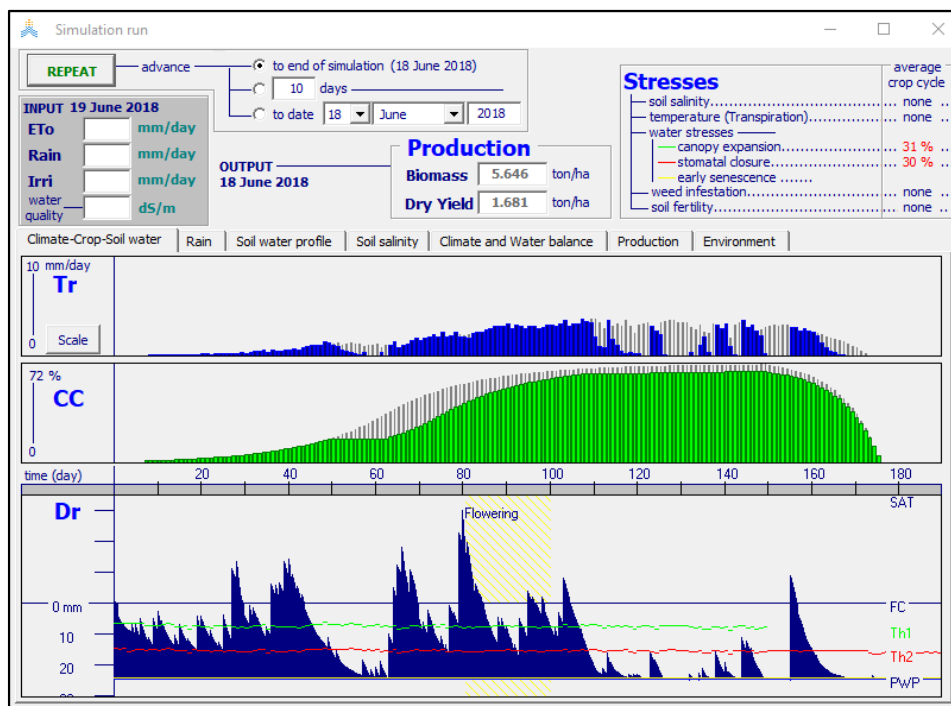 Simulation run
REPEAT
advance
to end of simulation (18 June 2018)
10 days
to date 18 June 2018
INPUT 19 June 2018
ETo mm/day
Rain mm/day
Irri mm/day
water quality dS/m
OUTPUT
18 June 2018
Production
Biomass 5.646 ton/ha
Dry Yield 1.681 ton/ha
average
crop cycle
Stresses
soil salinity none
temperature (Transpiration) none
water stresses
canopy expansion 31 %
stomatal closure 30 %
early senescence
weed infestation none
soil fertility none
Climate-Crop-Soil water Rain Soil water profile Soil salinity Climate and Water balance Production Environment
10 mm/day
Tr
0
Scale
72 %
CC
0
time (day) 20 40 60 80 100 120 140 160 180
Dr
Flowering
SAT
0 mm
FC
10
Th1
20
Th2
PWP